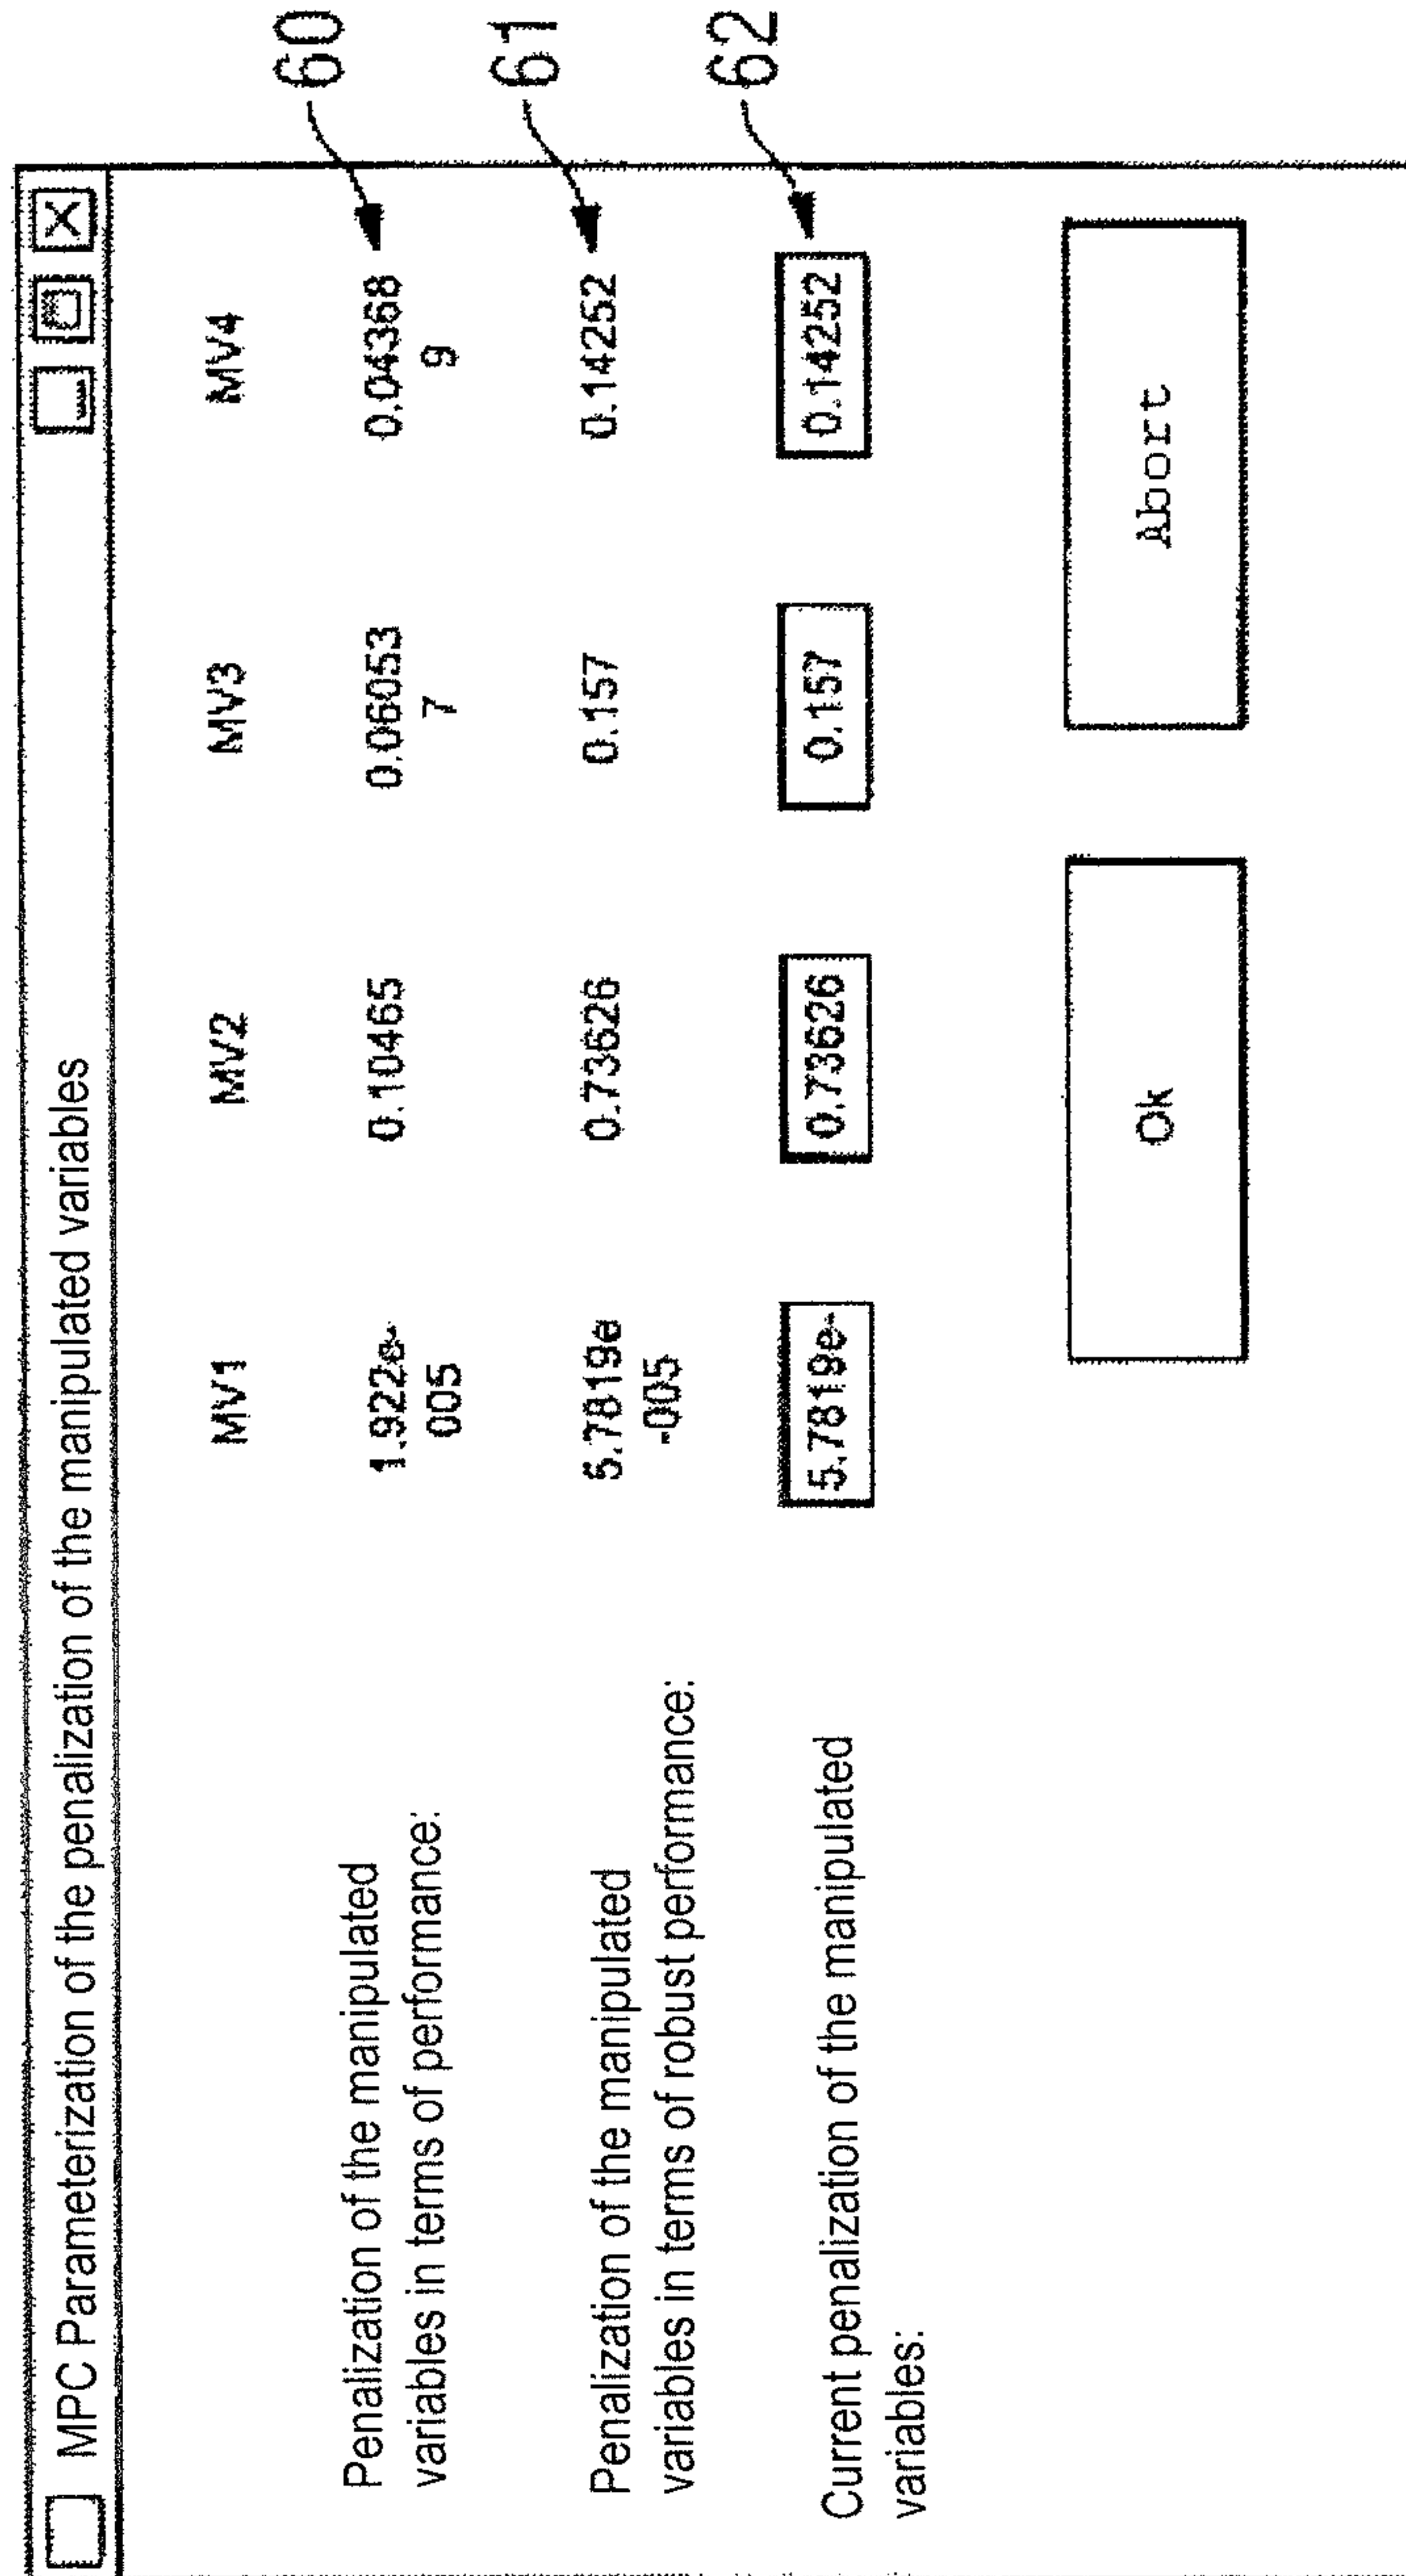 MPC Parameterization of the penalization of the manipulated variables
MV1 MV2 MV3 MV4
Penalization of the manipulated
variables in terms of performance:
1.922e- 0.10465 0.06053 0.04368 60
005 7 9
Penalization of the manipulated
variables in terms of robust performance:
5.7819e 0.73626 0.157 0.14252 61
-005
Current penalization of the manipulated
variables:
5.7819e- 0.73626 0.157 0.14252 62
Ok Abort